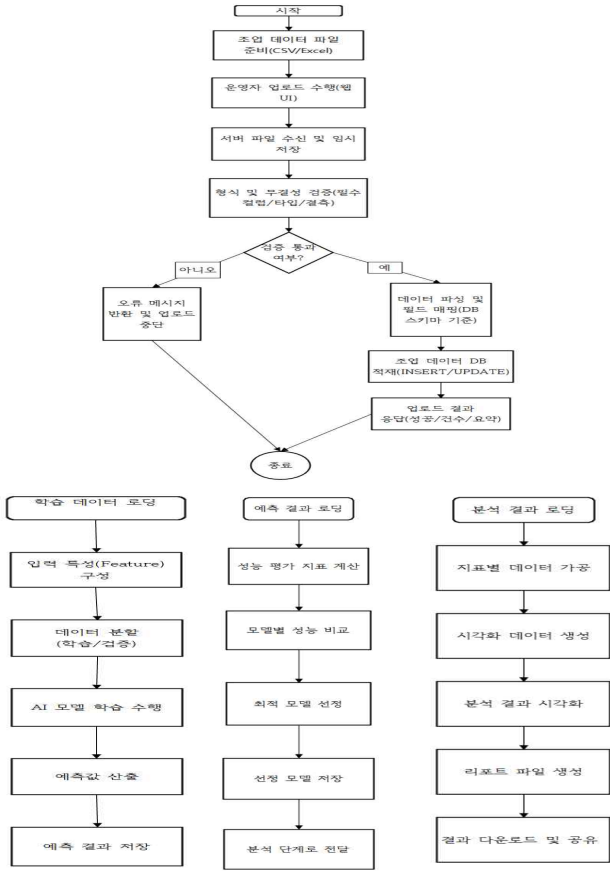 시작
조업 데이터 파일
준비(CSV/Excel)
운영자 업로드 수행(웹
UI)
서버 파일 수신 및 임시
저장
형식 및 무결성 검증(필수
컬럼/타입/결측)
검증 통과
여부?
아니오
예
오류 메시지
반환 및 업로드
중단
데이터 파싱 및
필드 매핑(DB
스키마 기준)
조업 데이터 DB
적재(INSERT/UPDATE)
업로드 결과
응답(성공/건수/요약)
종료
학습 데이터 로딩
입력 특성(Feature)
구성
데이터 분할
(학습/검증)
AI 모델 학습 수행
예측값 산출
예측 결과 저장
예측 결과 로딩
성능 평가 지표 계산
모델별 성능 비교
최적 모델 선정
선정 모델 저장
분석 단계로 전달
분석 결과 로딩
지표별 데이터 가공
시각화 데이터 생성
분석 결과 시각화
리포트 파일 생성
결과 다운로드 및 공유